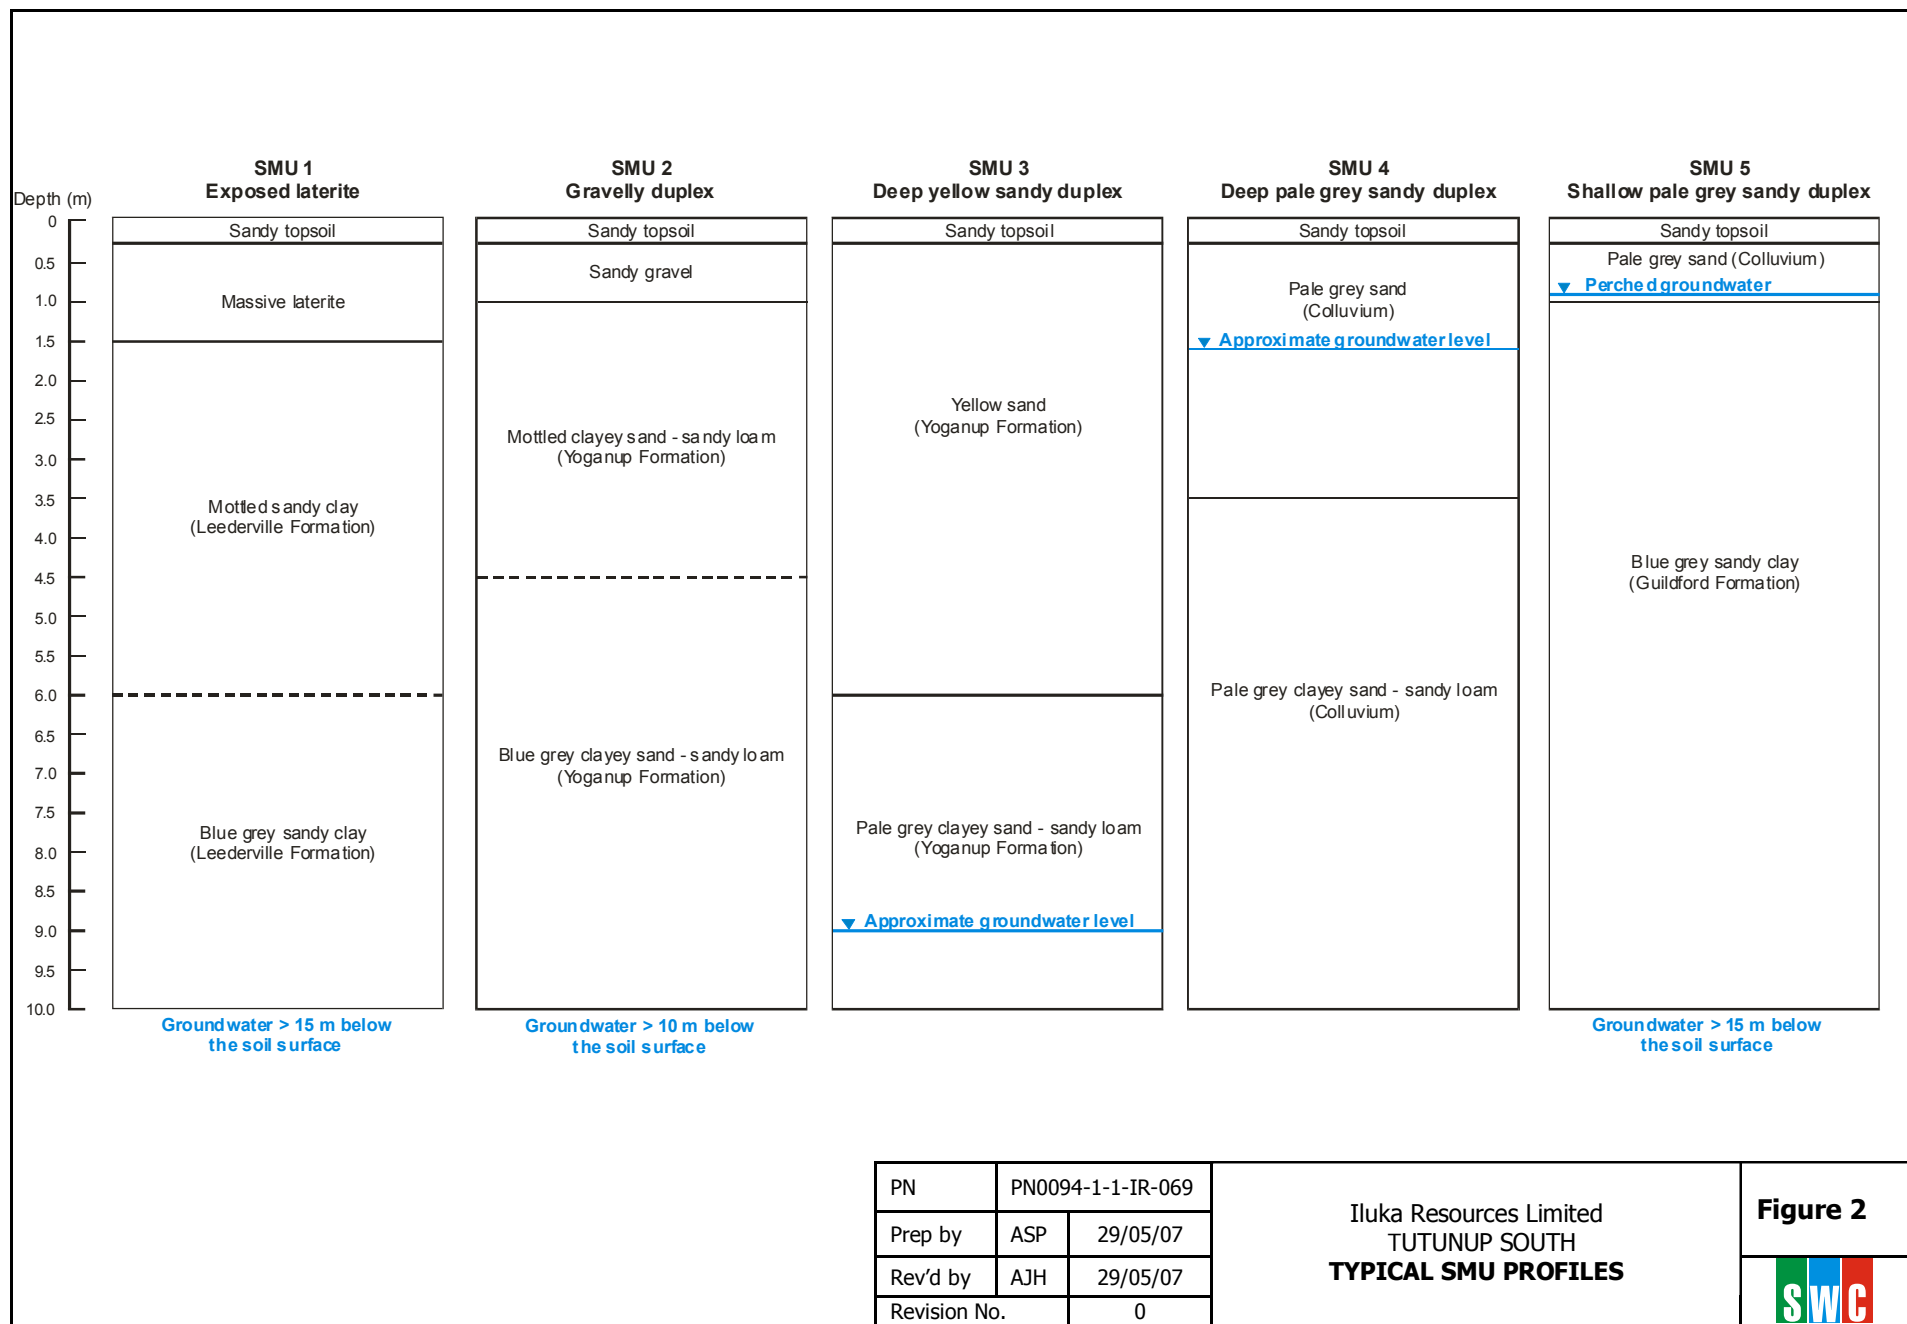 SMU 1
Exposed laterite
SMU 2
Gravelly duplex
SMU 3
Deep yellow sandy duplex
SMU 4
Deep pale grey sandy duplex
SMU 5
Shallow pale grey sandy duplex
Depth (m)
0
0.5
1.0
1.5
2.0
2.5
3.0
3.5
4.0
4.5
5.0
5.5
6.0
6.5
7.0
7.5
8.0
8.5
9.0
9.5
10.0
Sandy topsoil
Massive laterite
Mottled sandy clay
(Leederville Formation)
Blue grey sandy clay
(Leederville Formation)
Groundwater > 15 m below
the soil surface
Sandy topsoil
Sandy gravel
Mottled clayey sand - sandy loam
(Yoganup Formation)
Blue grey clayey sand - sandy loam
(Yoganup Formation)
Groundwater > 10 m below
the soil surface
Sandy topsoil
Yellow sand
(Yoganup Formation)
Pale grey clayey sand - sandy loam
(Yoganup Formation)
Approximate groundwater level
Sandy topsoil
Pale grey sand
(Colluvium)
Approximate groundwater level
Pale grey clayey sand - sandy loam
(Colluvium)
Sandy topsoil
Pale grey sand (Colluvium)
Perched groundwater
Blue grey sandy clay
(Guildford Formation)
Groundwater > 15 m below
the soil surface
PN PN0094-1-1-IR-069
Prep by ASP 29/05/07
Rev'd by AJH 29/05/07
Revision No. 0
Iluka Resources Limited
TUTUNUP SOUTH
TYPICAL SMU PROFILES
Figure 2
SWC